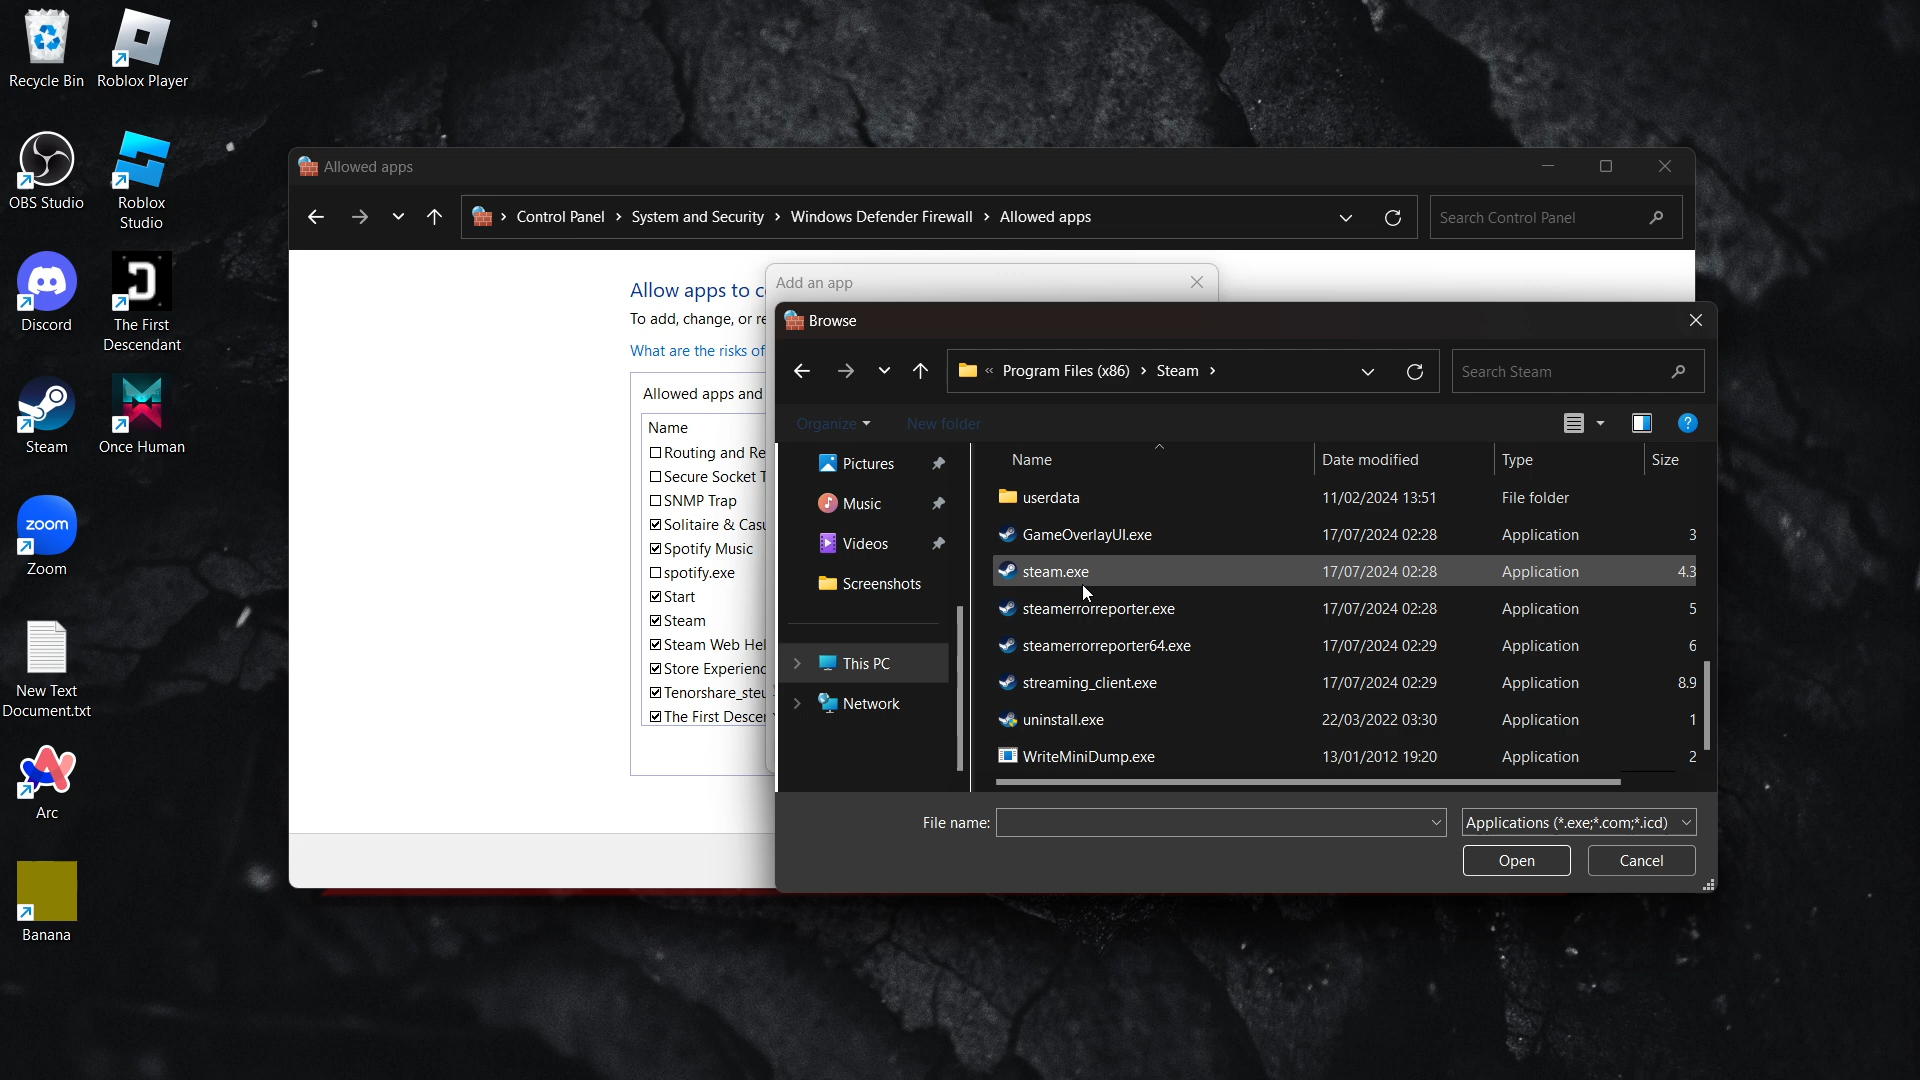 Recycle Bin
Roblox Player
OBS Studio
Roblox
Studio
Discord
The First
Descendant
Steam
Once Human
zoom
Zoom
New Text
Document.txt
Arc
Banana
Allowed apps
Control Panel › System and Security › Windows Defender Firewall › Allowed apps
Search Control Panel
Allow apps to c
To add, change, or re
What are the risks of
Allowed apps and
Name
Routing and Re
Secure Socket T
SNMP Trap
Solitaire & Casu
Spotify Music
spotify.exe
Start
Steam
Steam Web Hel
Store Experienc
Tenorshare_steu
The First Descer
Add an app
Browse
« Program Files (x86) › Steam ›
Search Steam
Organize
New folder
Pictures
Music
Videos
Screenshots
This PC
Network
Name Date modified Type Size
userdata 11/02/2024 13:51 File folder
GameOverlayUI.exe 17/07/2024 02:28 Application 3
steam.exe 17/07/2024 02:28 Application 4.3
steamerrorreporter.exe 17/07/2024 02:28 Application 5
steamerrorreporter64.exe 17/07/2024 02:29 Application 6
streaming_client.exe 17/07/2024 02:29 Application 8.9
uninstall.exe 22/03/2022 03:30 Application 1
WriteMiniDump.exe 13/01/2012 19:20 Application 2
File name:
Applications (*.exe;*.com;*.icd)
Open
Cancel